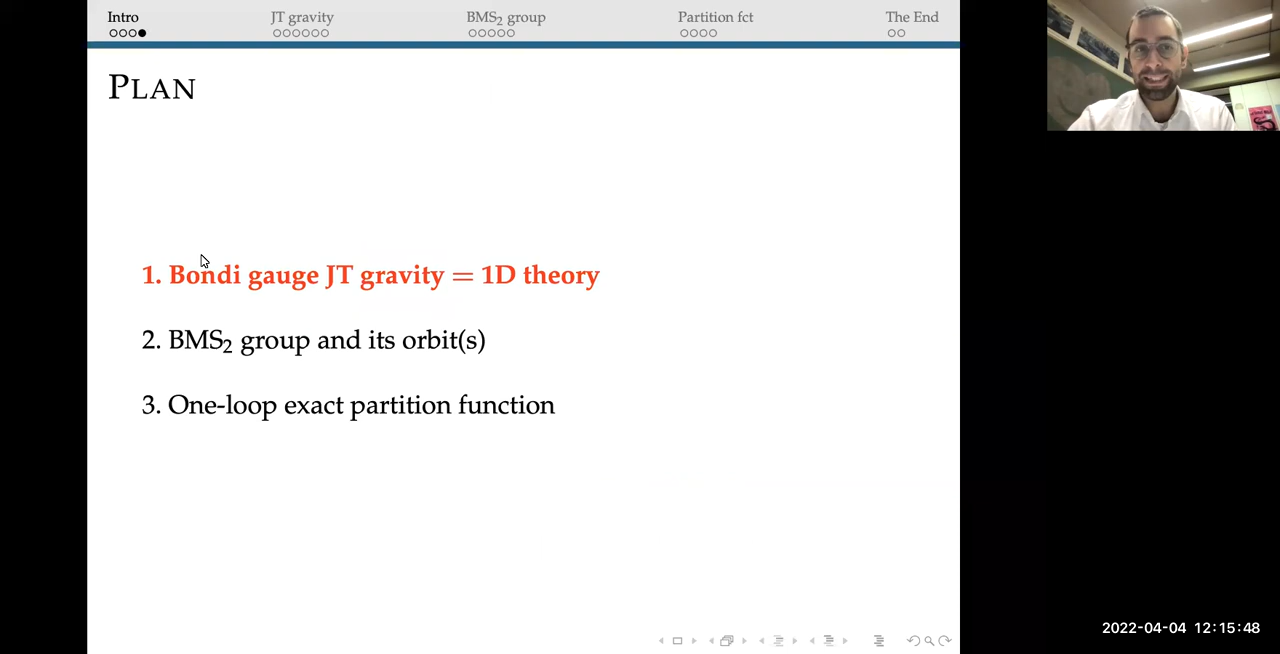 Intro JT gravity BMS₂ group Partition fct The End
PLAN
1. Bondi gauge JT gravity = 1D theory
2. BMS₂ group and its orbit(s)
3. One-loop exact partition function
2022-04-04 12:15:48